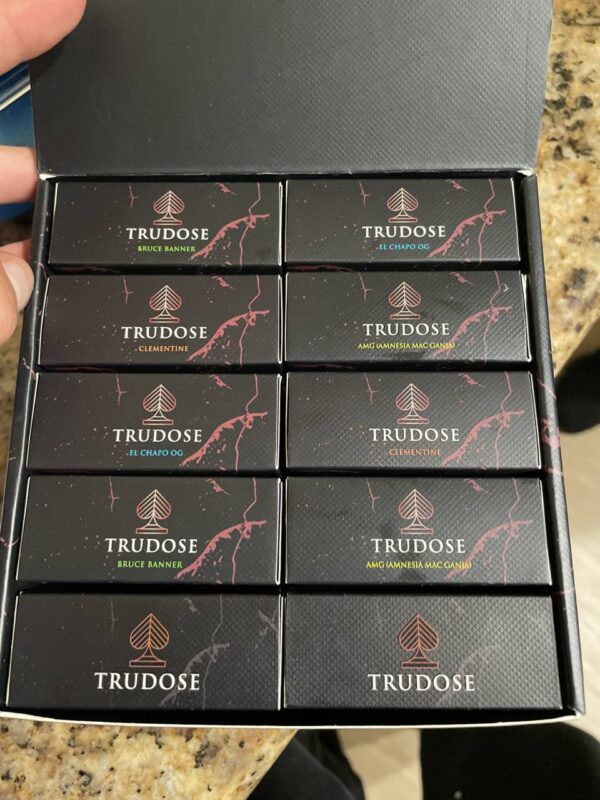 TRUDOSE
BRUCE BANNER
TRUDOSE
EL CHAPO OG
TRUDOSE
CLEMENTINE
TRUDOSE
AMG (AMNESIA MAC GANJA)
TRUDOSE
EL CHAPO OG
TRUDOSE
CLEMENTINE
TRUDOSE
BRUCE BANNER
TRUDOSE
AMG (AMNESIA MAC GANJA)
TRUDOSE
TRUDOSE